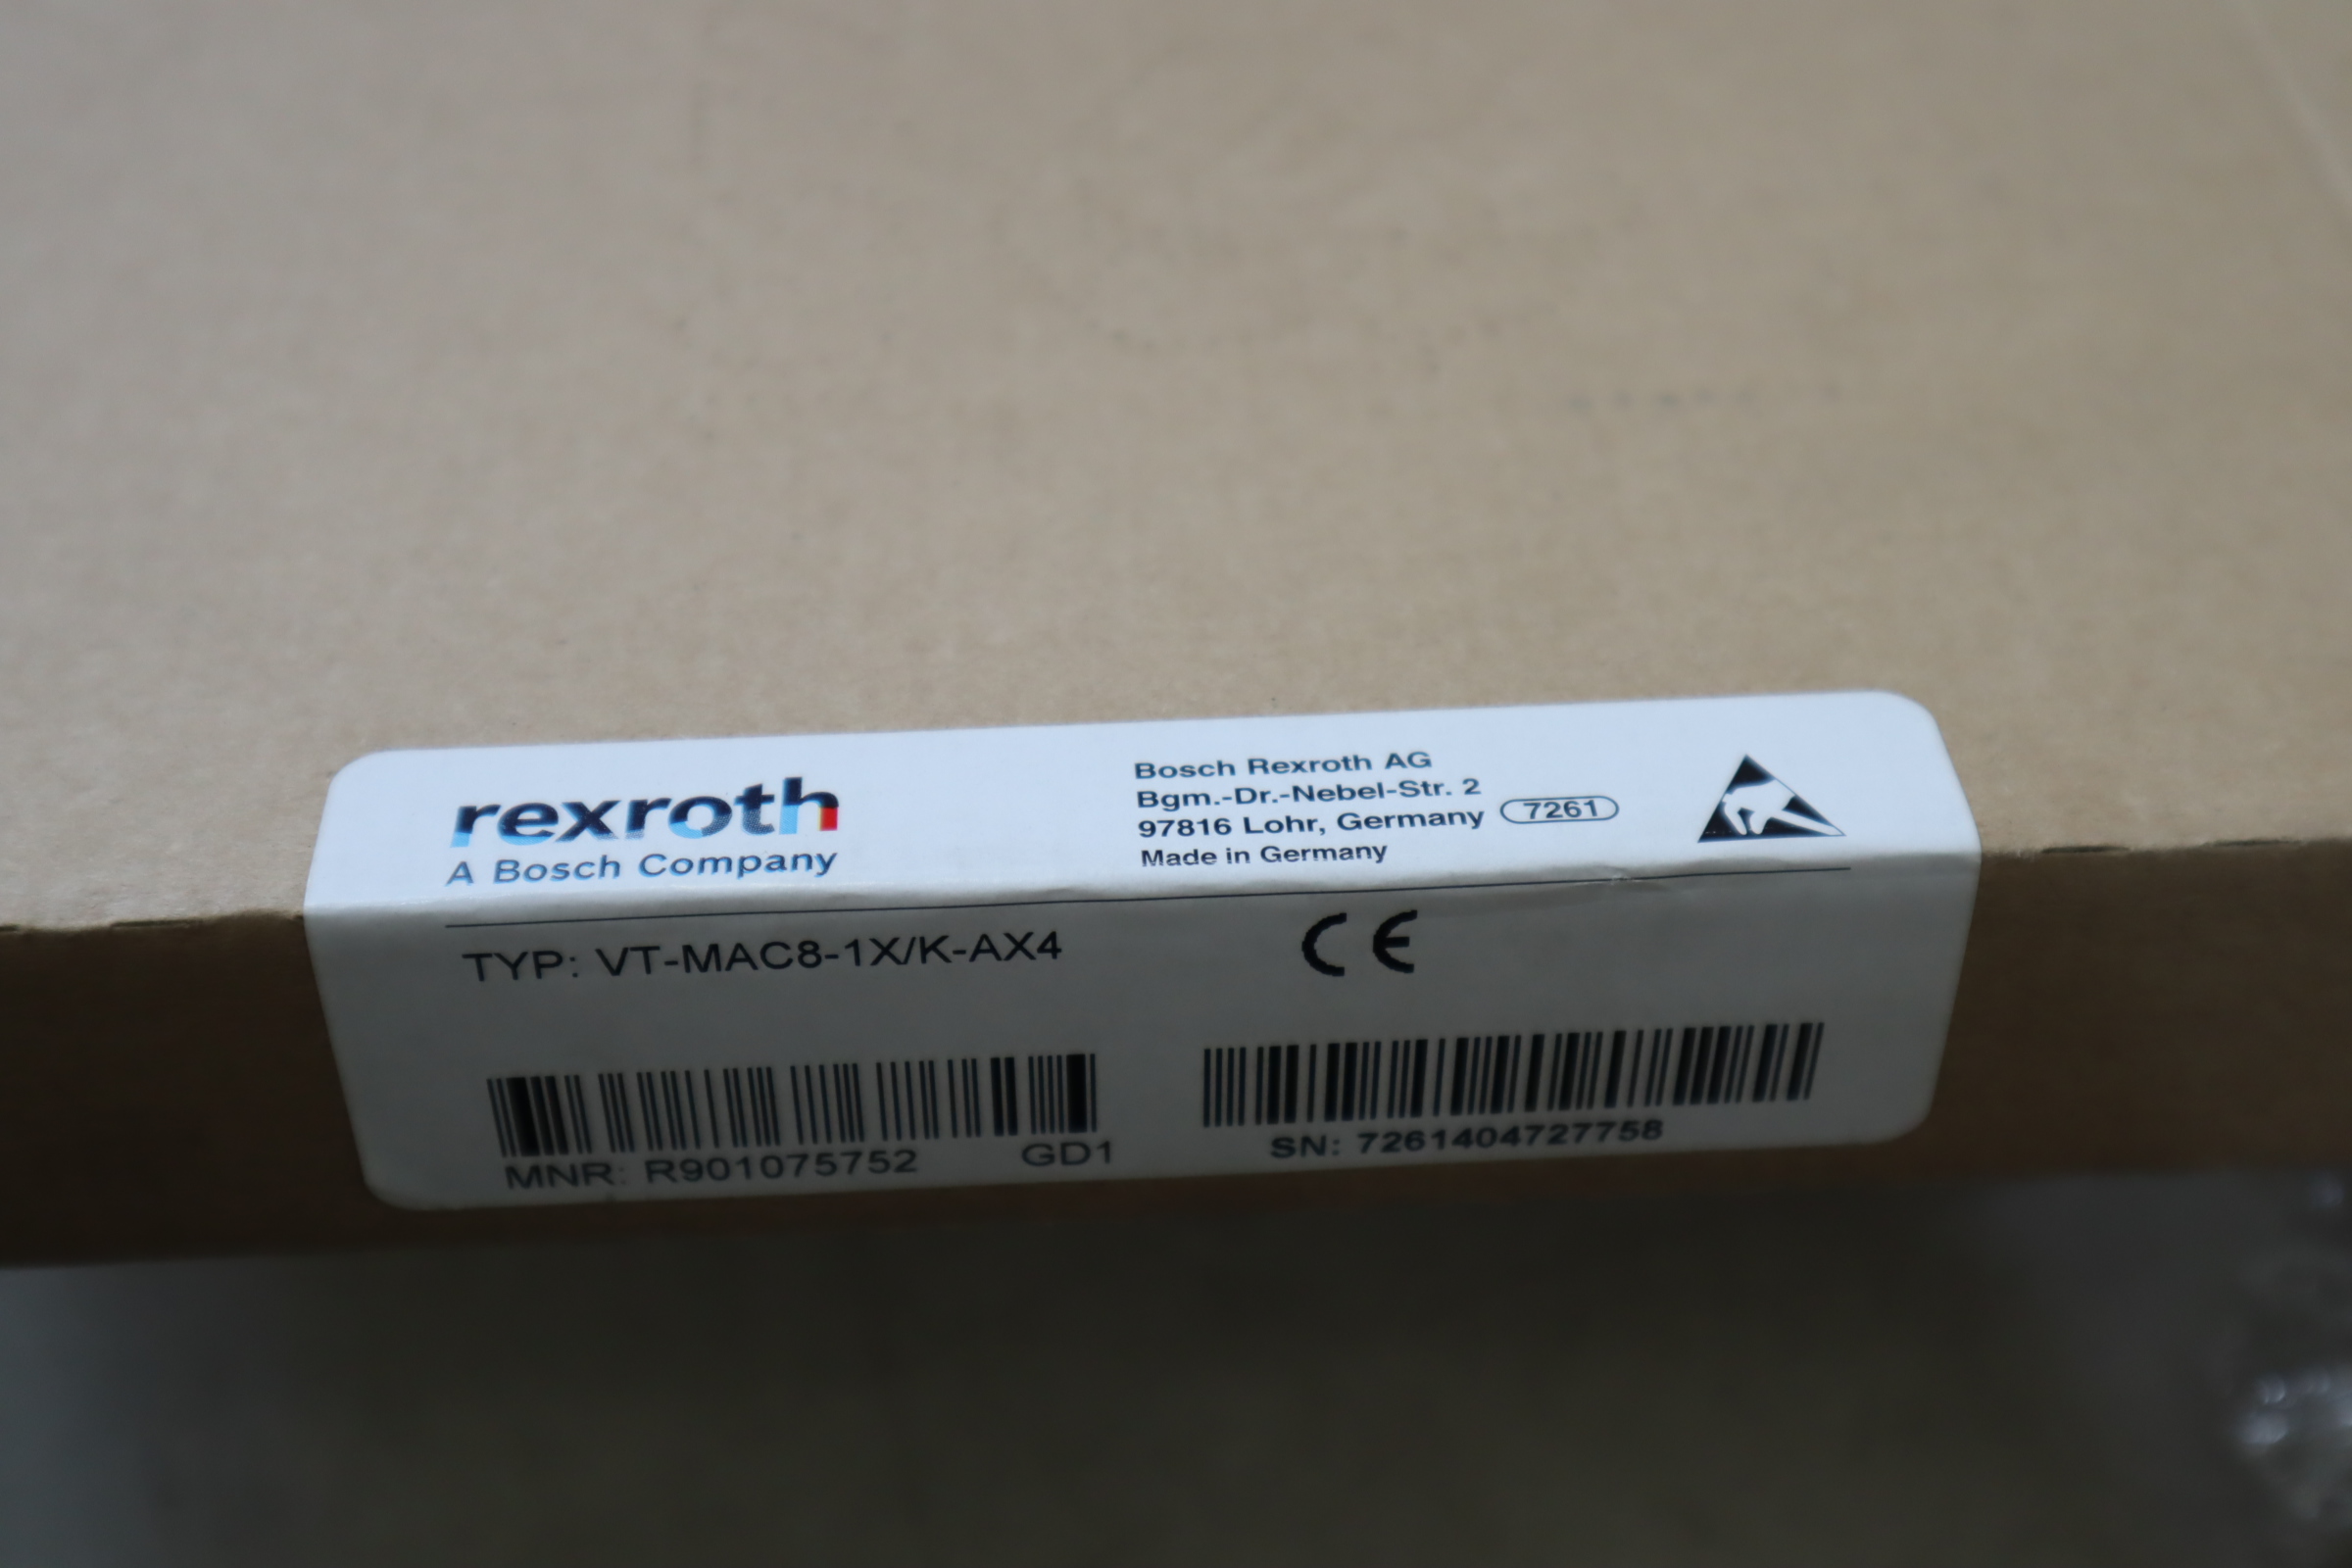 rexroth
A Bosch Company
Bosch Rexroth AG
Bgm.-Dr.-Nebel-Str. 2
97816 Lohr, Germany 7261
Made in Germany
TYP: VT-MAC8-1X/K-AX4
CE
MNR: R901075752 GD1
SN: 7261404727758